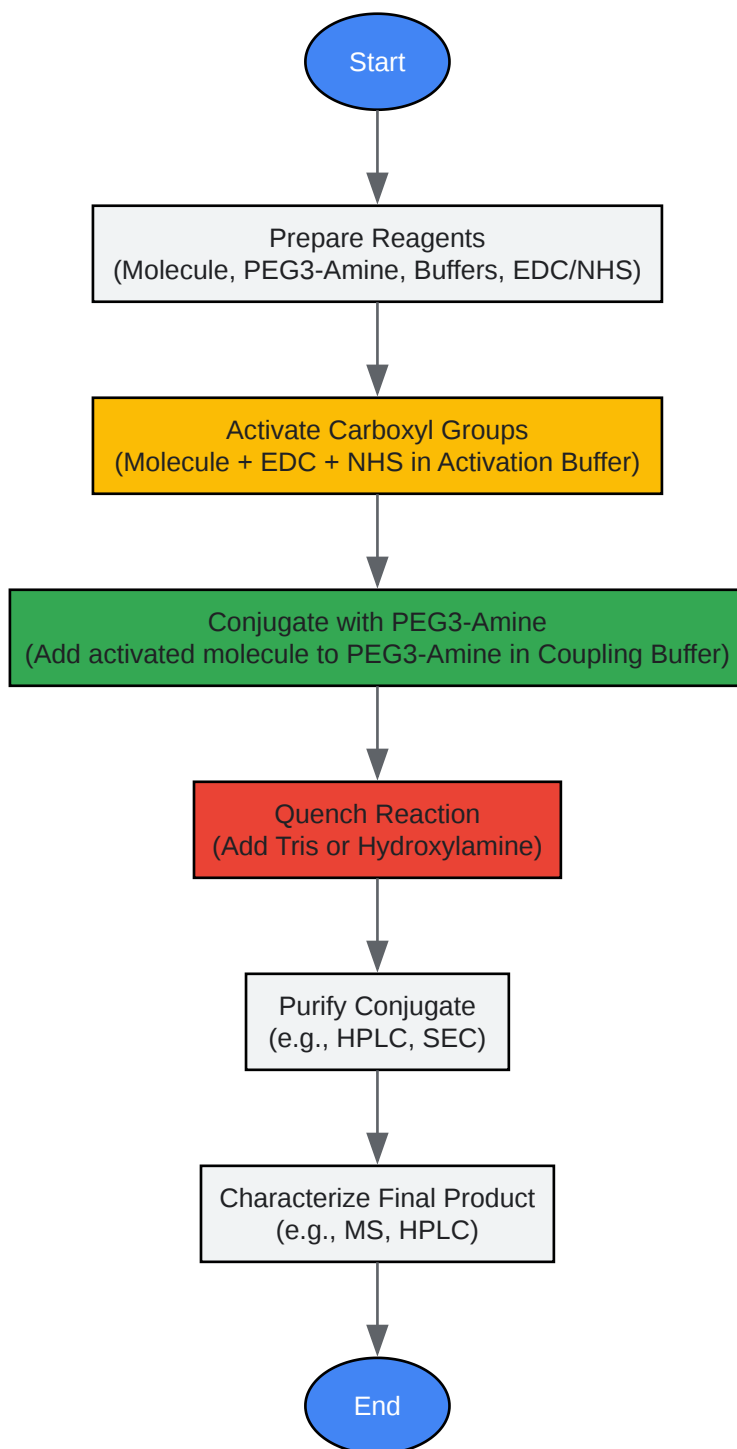 Start
Prepare Reagents
(Molecule, PEG3-Amine, Buffers, EDC/NHS)
Activate Carboxyl Groups
(Molecule + EDC + NHS in Activation Buffer)
Conjugate with PEG3-Amine
(Add activated molecule to PEG3-Amine in Coupling Buffer)
Quench Reaction
(Add Tris or Hydroxylamine)
Purify Conjugate
(e.g., HPLC, SEC)
Characterize Final Product
(e.g., MS, HPLC)
End